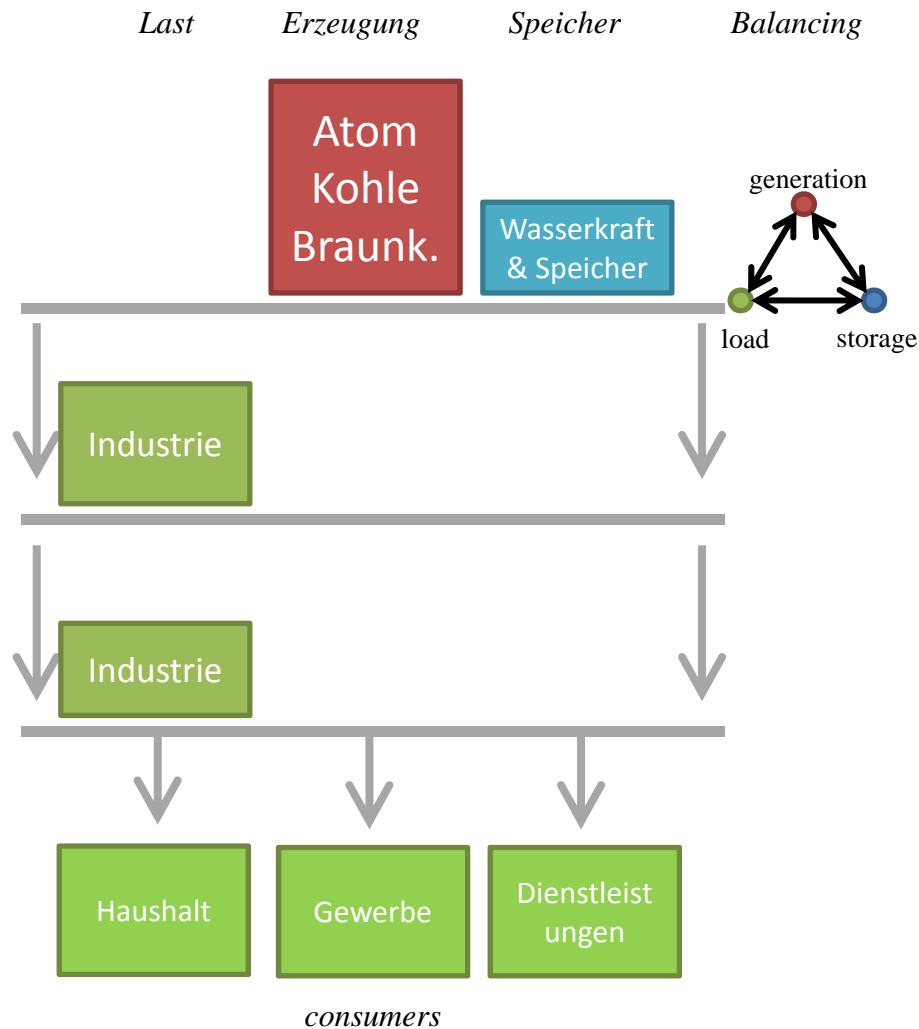 Last Erzeugung Speicher Balancing
Atom
Kohle
Braunk.
Wasserkraft
& Speicher
generation
load storage
Industrie
Industrie
Haushalt
Gewerbe
Dienstleist
ungen
consumers